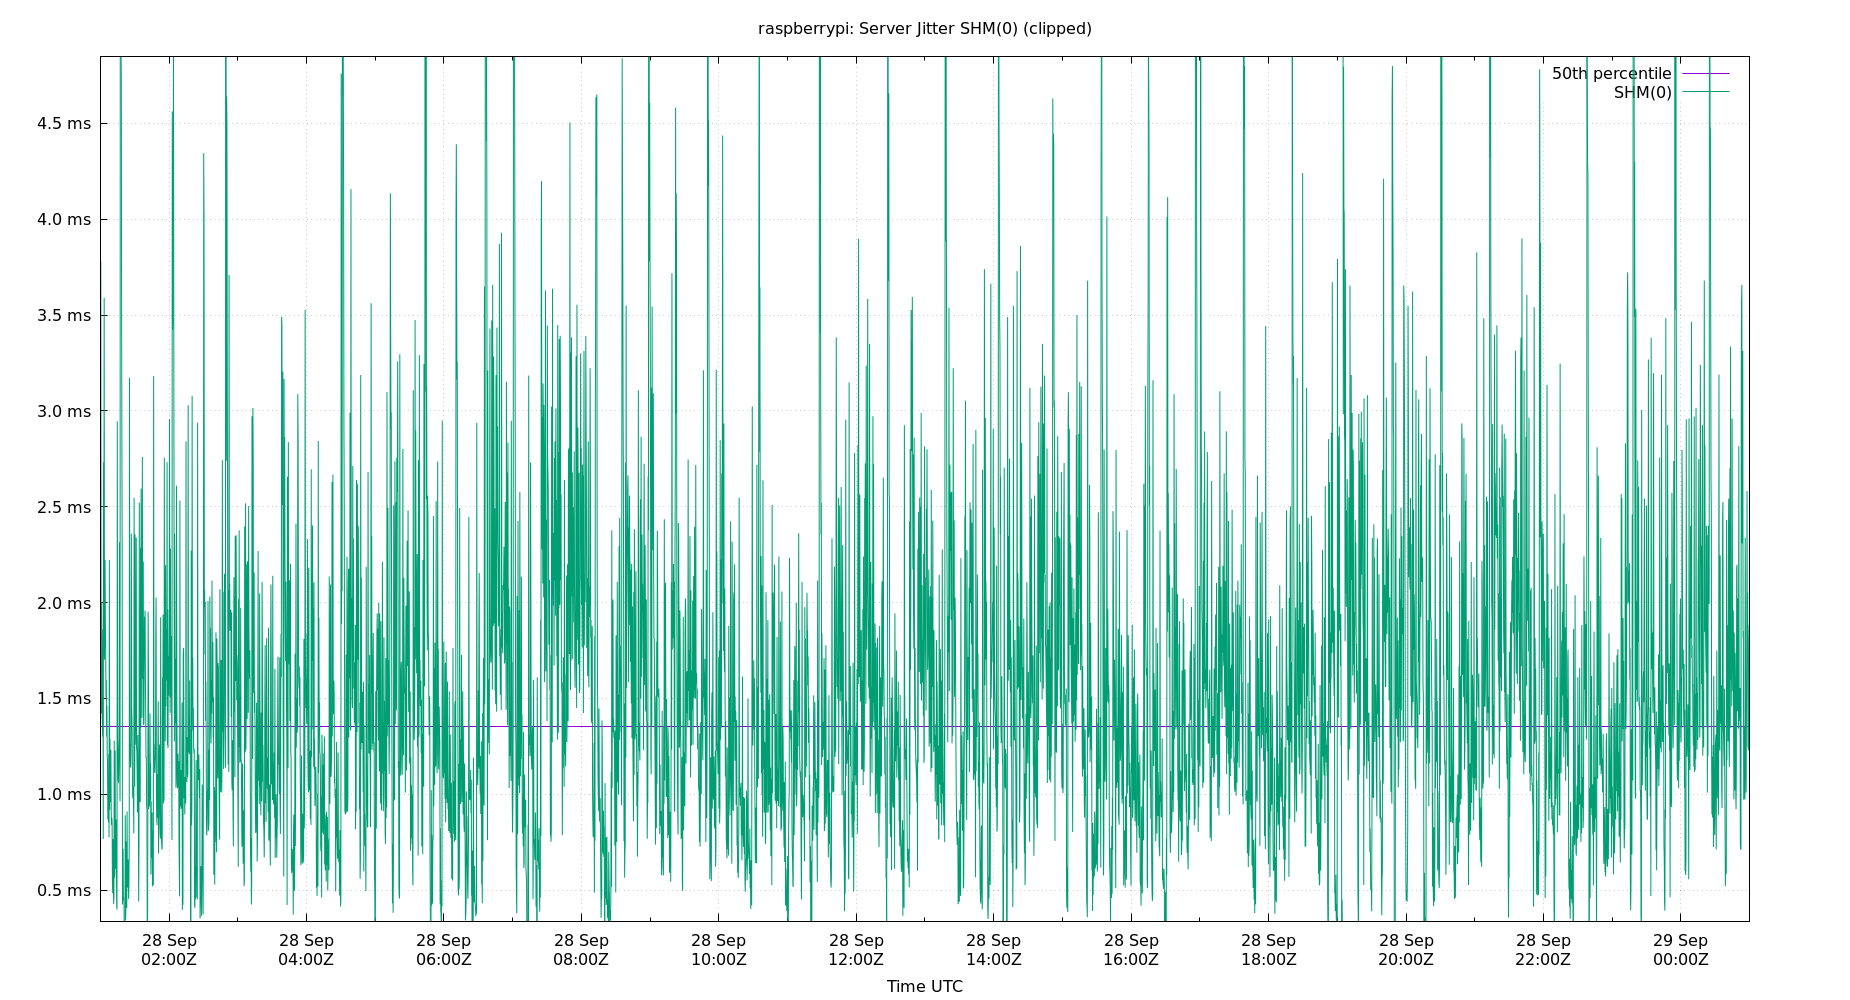 raspberrypi: Server Jitter SHM(0) (clipped)
50th percentile
SHM(0)
4.5 ms
4.0 ms
3.5 ms
3.0 ms
2.5 ms
2.0 ms
1.5 ms
1.0 ms
0.5 ms
28 Sep 28 Sep 28 Sep 28 Sep 28 Sep 28 Sep 28 Sep 28 Sep 28 Sep 28 Sep 28 Sep 29 Sep
02:00Z 04:00Z 06:00Z 08:00Z 10:00Z 12:00Z 14:00Z 16:00Z 18:00Z 20:00Z 22:00Z 00:00Z
Time UTC